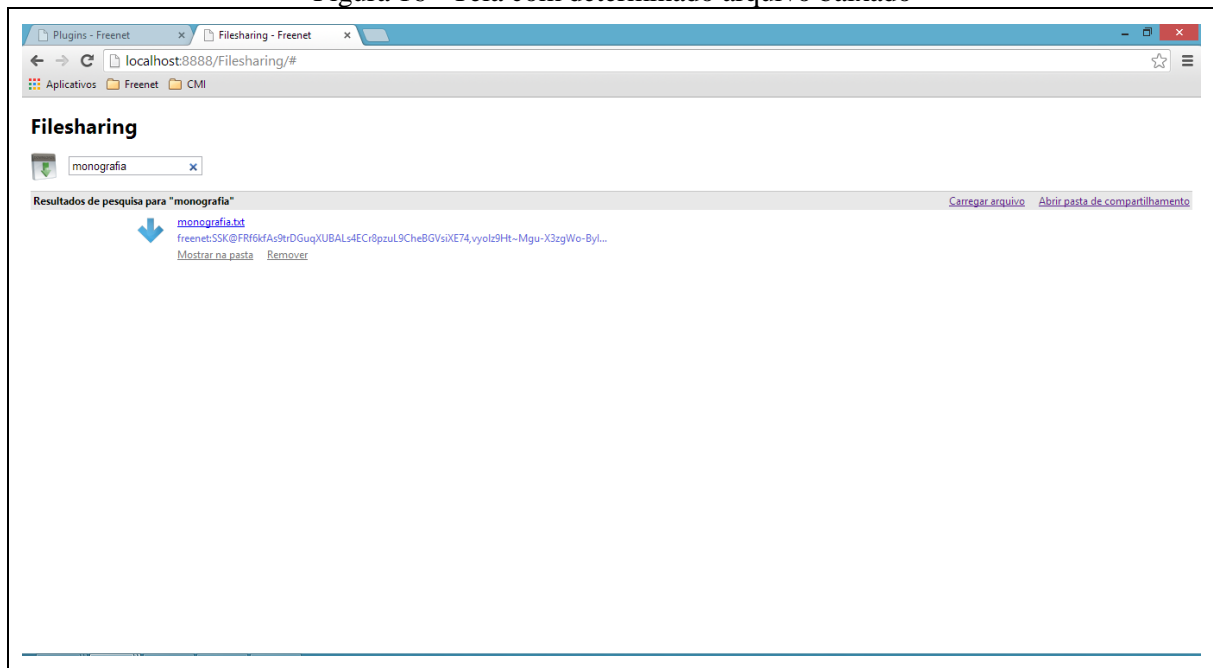 Plugins - Freenet
Filesharing - Freenet
localhost:8888/Filesharing/#
Aplicativos Freenet CMI
Filesharing
monografia
Resultados de pesquisa para "monografia" Carregar arquivo Abrir pasta de compartilhamento
monografia.txt
freenet:SSK@FRf6kfAs9trDGuqXUBALs4ECr8pzuL9CheBGVsiXE74,vyolz9Ht~Mgu-X3zgWo-Byl...
Mostrar na pasta Remover